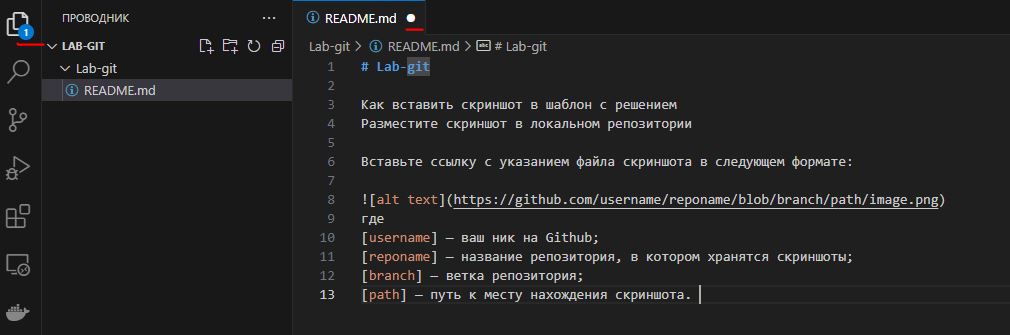 1
ПРОВОДНИК
LAB-GIT
Lab-git
README.md
README.md
Lab-git > README.md > # Lab-git
1 # Lab-git
2
3 Как вставить скриншот в шаблон с решением
4 Разместите скриншот в локальном репозитории
5
6 Вставьте ссылку с указанием файла скриншота в следующем формате:
7
8 ![alt text](https://github.com/username/reponame/blob/branch/path/image.png)
9 где
10 [username] — ваш ник на Github;
11 [reponame] — название репозитория, в котором хранятся скриншоты;
12 [branch] — ветка репозитория;
13 [path] — путь к месту нахождения скриншота.